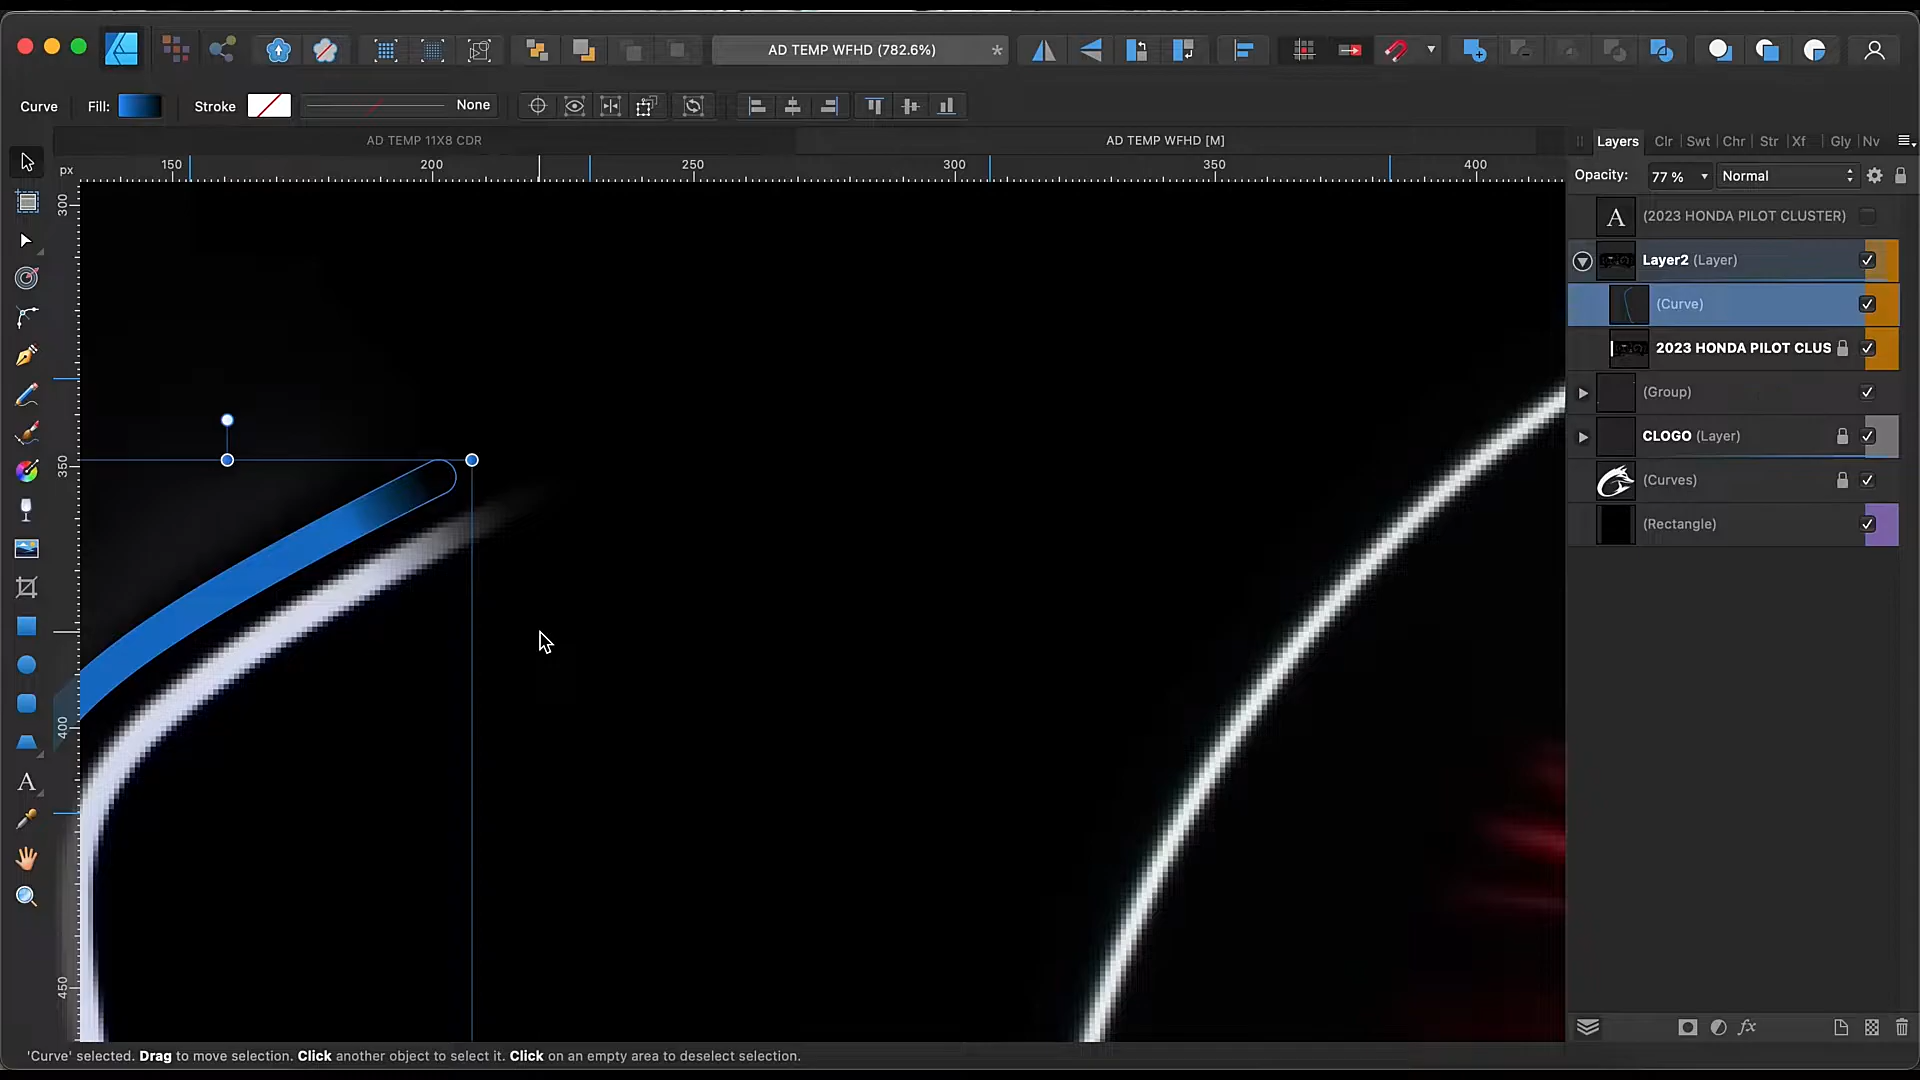 AD TEMP WFHD (782.6%)
*
Curve
Fill:
Stroke
None
AD TEMP 11X8 CDR
AD TEMP WFHD [M]
Layers
Clr
Swt
Chr
Str
Xf
Gly
Nv
px
150
200
250
300
350
400
300
350
400
450
Opacity:
77 %
Normal
A
(2023 HONDA PILOT CLUSTER)
Layer2 (Layer)
(Curve)
2023 HONDA PILOT CLUS
(Group)
CLOGO (Layer)
(Curves)
(Rectangle)
A
fx
'Curve' selected. Drag to move selection. Click another object to select it. Click on an empty area to deselect selection.